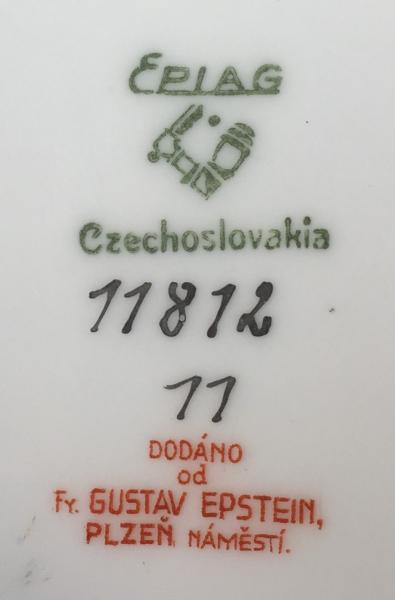 EPIAG
Czechoslovakia
11812
11
DODÁNO
od
Fy. GUSTAV EPSTEIN,
PLZEŇ, NÁMĚSTÍ.